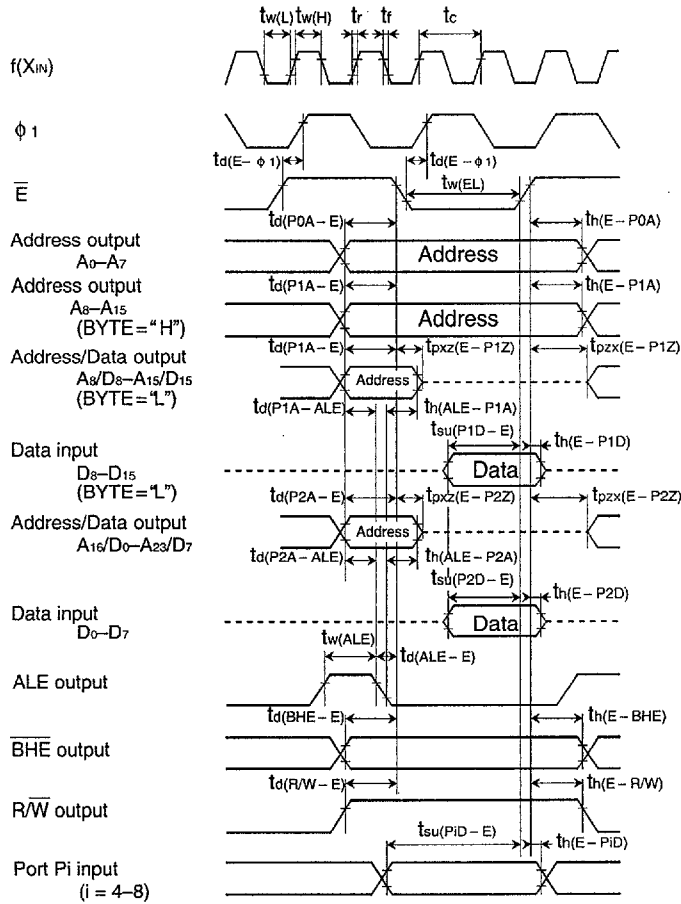 tw(L) tw(H) tr tf tc
f(XIN)
ϕ 1
td(E – ϕ1) td(E – ϕ1)
E̅ tw(EL)
td(P0A – E) th(E – P0A)
Address output
A0–A7 Address
Address output td(P1A – E) th(E – P1A)
A8–A15 Address
(BYTE = “H”)
Address/Data output td(P1A – E) tpxz(E – P1Z) tpzx(E – P1Z)
A8/D8–A15/D15 Address
(BYTE = “L”) td(P1A – ALE) th(ALE – P1A)
tsu(P1D – E) th(E – P1D)
Data input
D8–D15 Data
(BYTE = “L”)
td(P2A – E) tpxz(E – P2Z) tpzx(E – P2Z)
Address/Data output
A16/D0–A23/D7 Address
td(P2A – ALE) th(ALE – P2A)
tsu(P2D – E) th(E – P2D)
Data input
D0–D7 Data
tw(ALE) td(ALE – E)
ALE output
td(BHE – E) th(E – BHE)
B̅H̅E̅ output
td(R/W – E) th(E – R/W)
R/W̅ output
tsu(PiD – E) th(E – PiD)
Port Pi input
(i = 4–8)